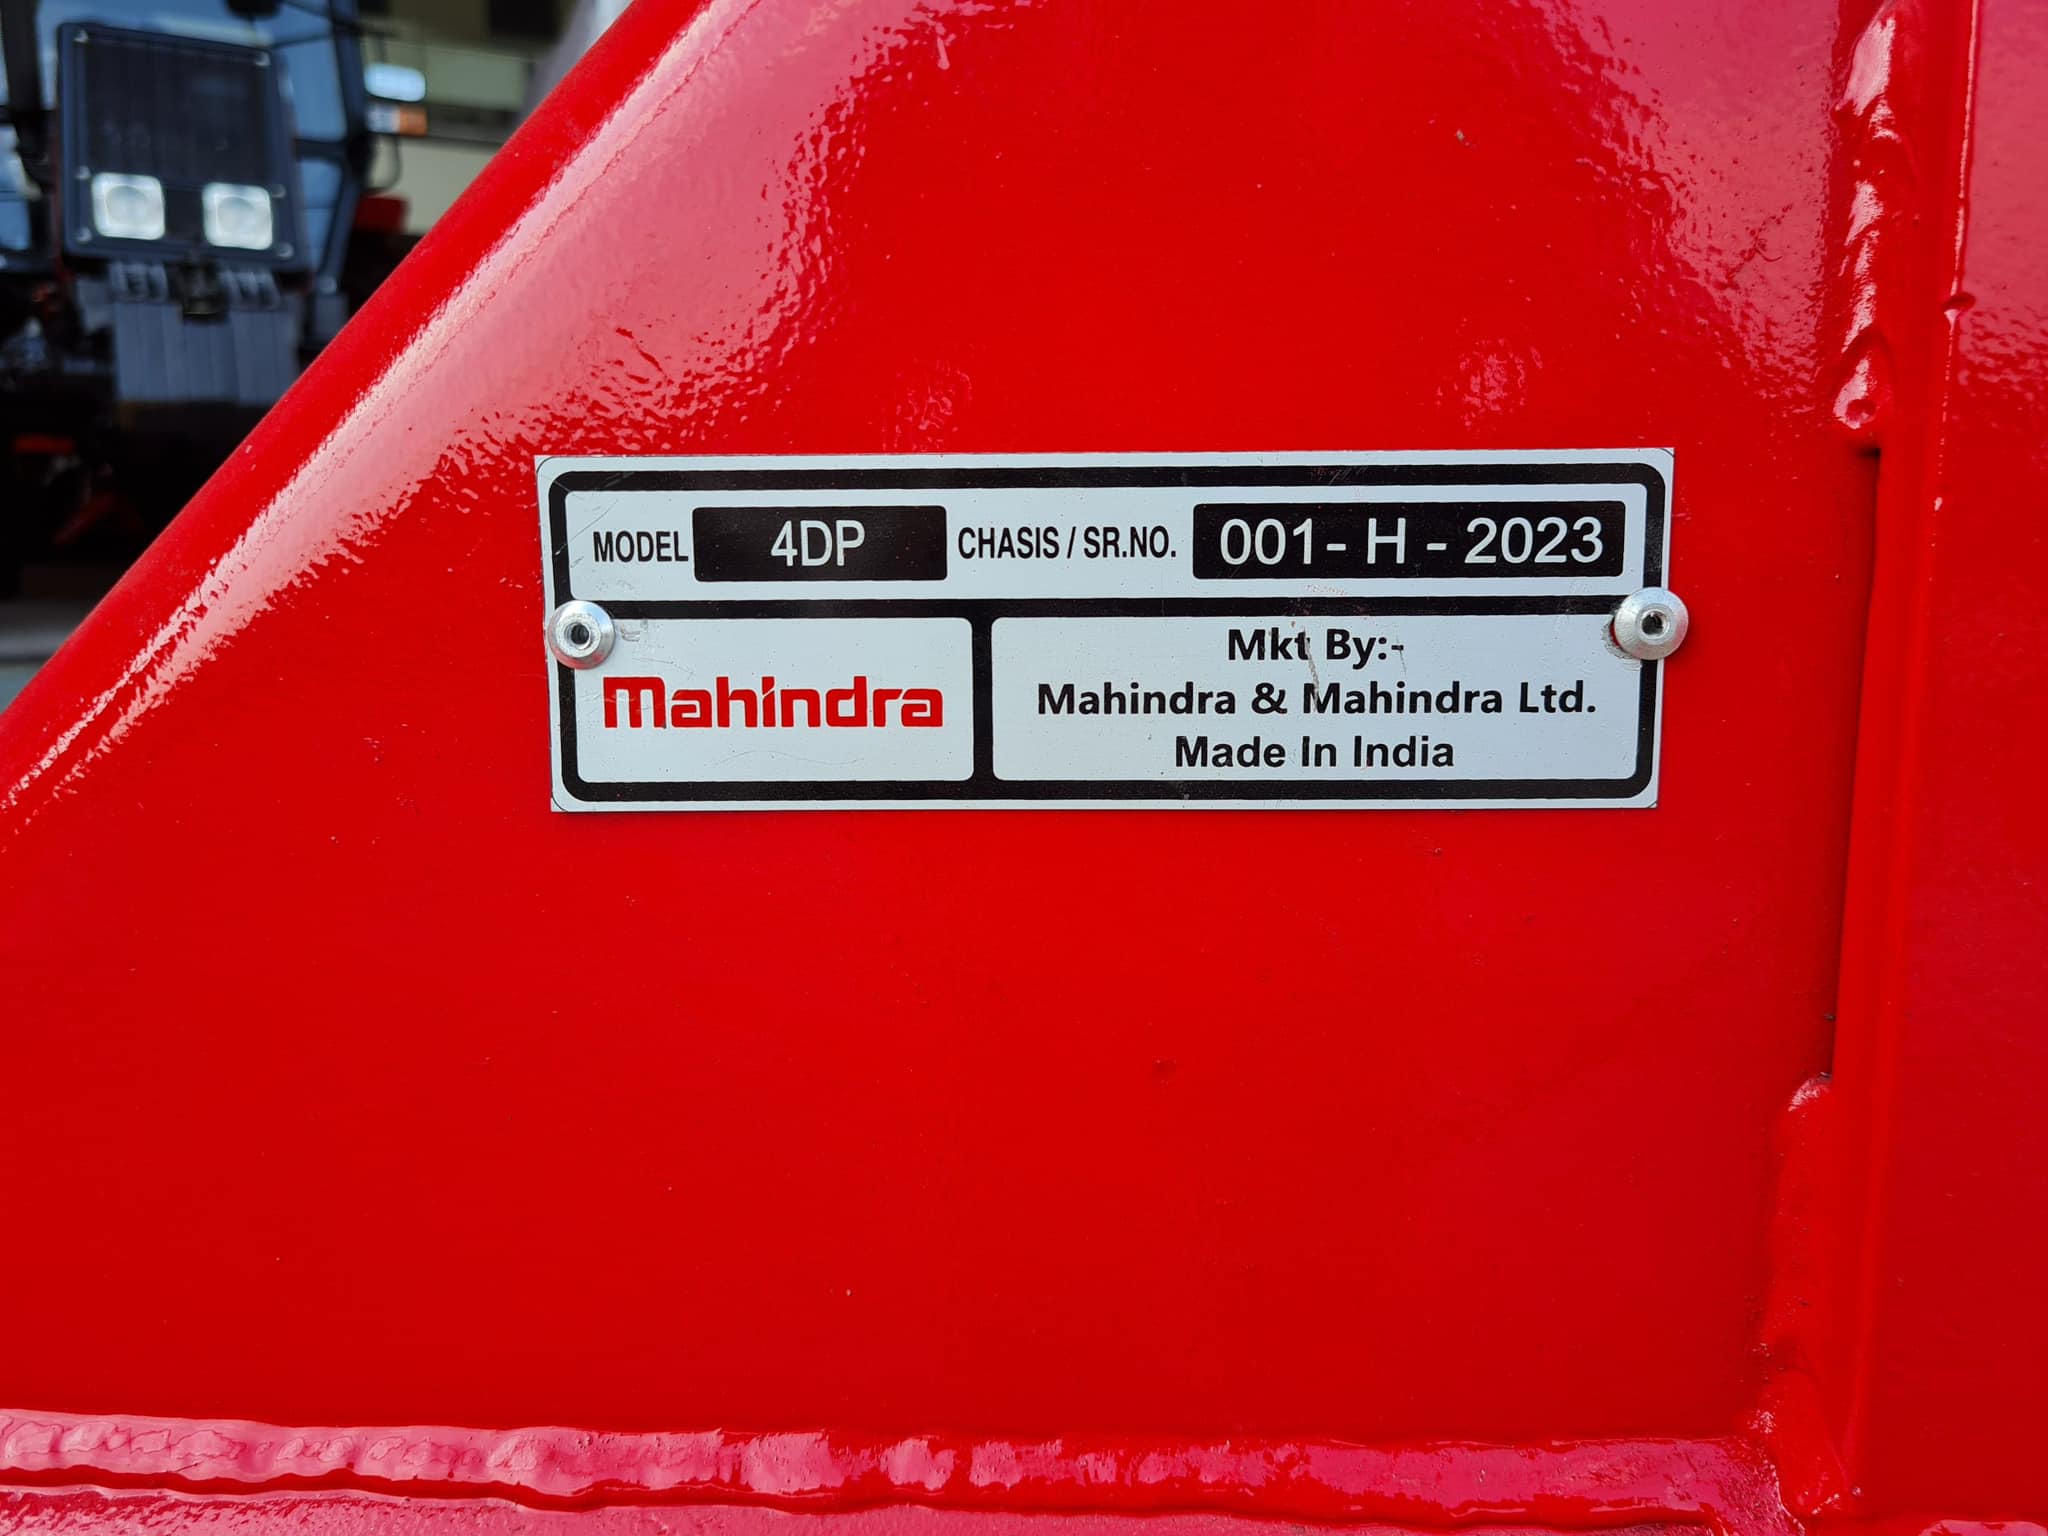 MODEL 4DP CHASIS / SR.NO. 001- H - 2023
mahindra
Mkt By:-
Mahindra & Mahindra Ltd.
Made In India